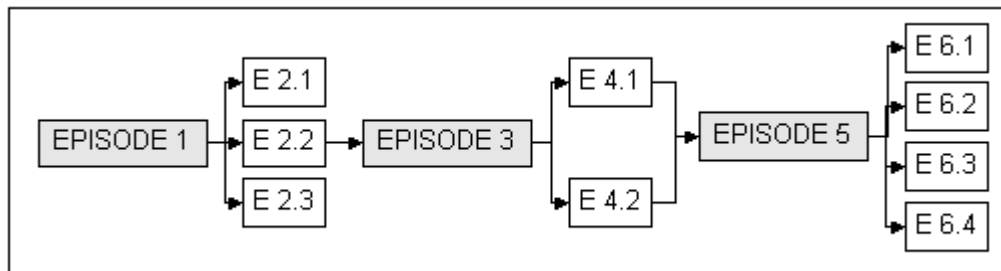 EPISODE 1
E 2.1
E 2.2
E 2.3
EPISODE 3
E 4.1
E 4.2
EPISODE 5
E 6.1
E 6.2
E 6.3
E 6.4